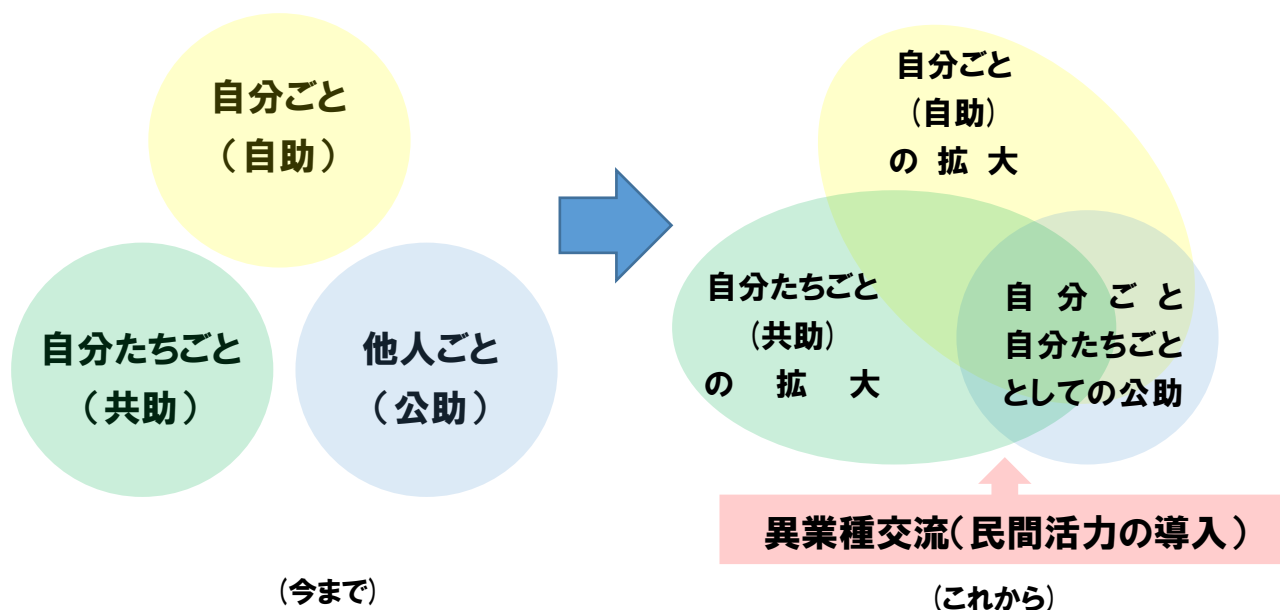 自分ごと
（自助）
自分たちごと
（共助）
他人ごと
（公助）
(今まで)
自分ごと
(自助)
の拡大
自分たちごと
(共助)
の拡大
自分ごと
自分たちごと
としての公助
異業種交流(民間活力の導入)
(これから)